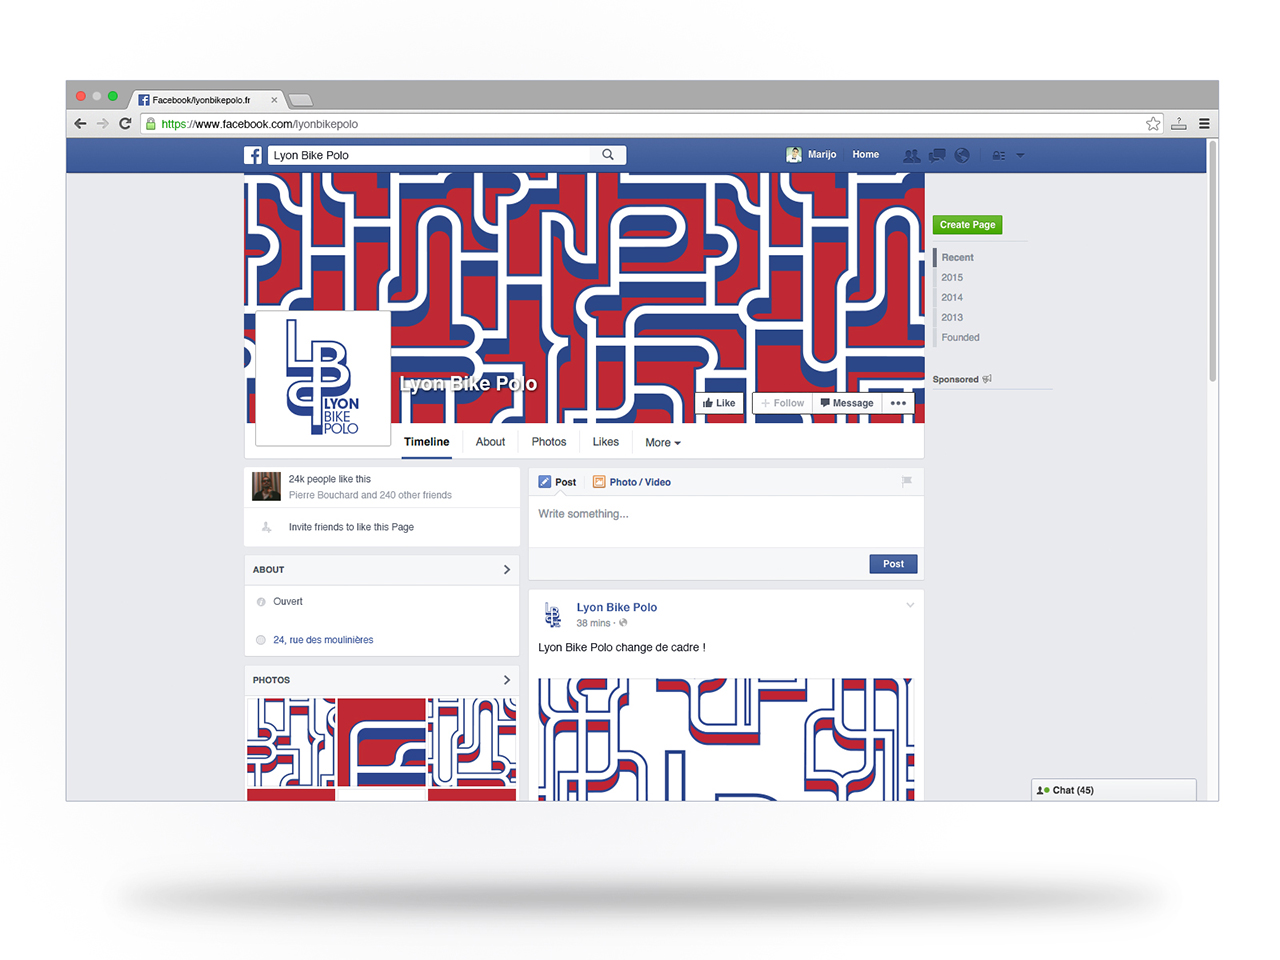 Facebook/lyonbikepolo.fr
https://www.facebook.com/lyonbikepolo
Lyon Bike Polo
Marijo
Home
Create Page
Recent
2015
2014
2013
Founded
Sponsored
LBP
LYON
BIKE
POLO
Lyon Bike Polo
Like
Follow
Message
Timeline
About
Photos
Likes
More
24k people like this
Pierre Bouchard and 240 other friends
Invite friends to like this Page
ABOUT
Ouvert
24, rue des moulinières
PHOTOS
Post
Photo / Video
Write something...
Post
Lyon Bike Polo
38 mins ·
Lyon Bike Polo change de cadre !
Chat (45)